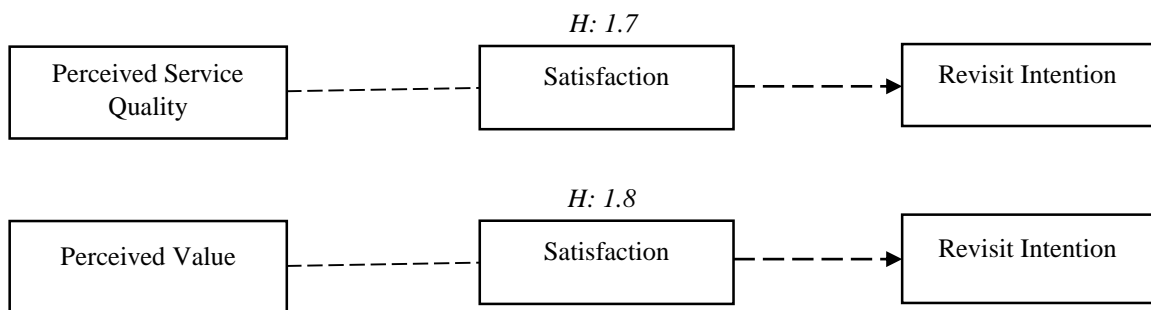 H: 1.7
Perceived Service
Quality
Satisfaction
Revisit Intention
H: 1.8
Perceived Value
Satisfaction
Revisit Intention